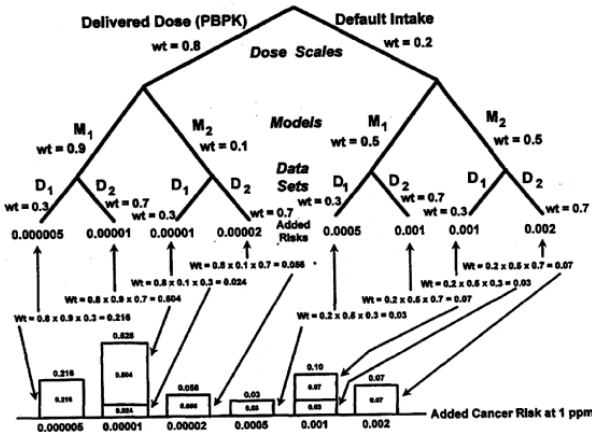 Delivered Dose (PBPK)
Default Intake
wt = 0.8
wt = 0.2
Dose Scales
M1
wt = 0.9
M2
wt = 0.1
Models
M1
wt = 0.5
M2
wt = 0.5
Data
Sets
D1
D2
D1
D2
D1
D2
D1
D2
wt = 0.3
wt = 0.7
wt = 0.3
wt = 0.7
wt = 0.3
wt = 0.7
wt = 0.3
wt = 0.7
0.000005
0.00001
0.00001
0.00002
Added
Risks
0.0005
0.001
0.001
0.002
Wt = 0.8 x 0.1 x 0.7 = 0.056
Wt = 0.2 x 0.5 x 0.7 = 0.07
Wt = 0.8 x 0.1 x 0.3 = 0.024
Wt = 0.2 x 0.5 x 0.3 = 0.03
Wt = 0.8 x 0.9 x 0.7 = 0.504
Wt = 0.2 x 0.5 x 0.7 = 0.07
Wt = 0.8 x 0.9 x 0.3 = 0.216
Wt = 0.2 x 0.5 x 0.3 = 0.03
0.216
0.216
0.528
0.504
0.024
0.056
0.056
0.03
0.03
0.10
0.07
0.03
0.07
0.07
0.000005
0.00001
0.00002
0.0005
0.001
0.002
Added Cancer Risk at 1 ppm